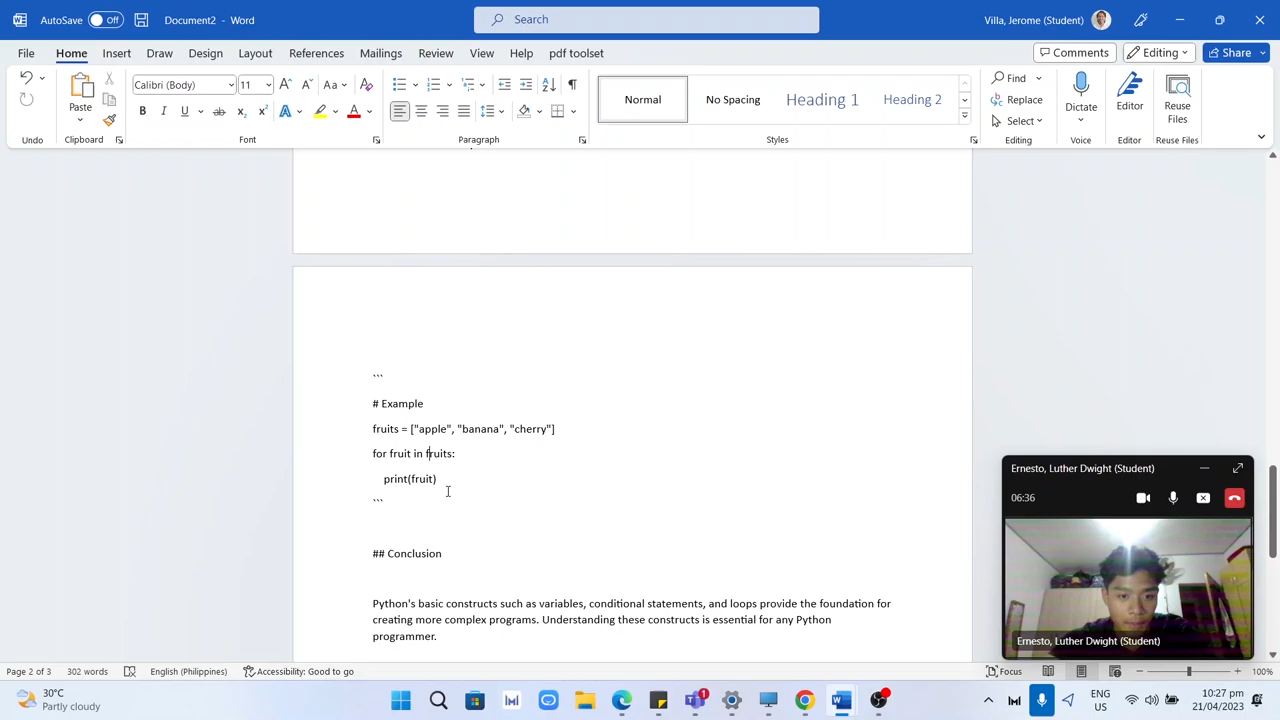 AutoSave
Off
Document2 - Word
Search
Villa, Jerome (Student)
File
Home
Insert
Draw
Design
Layout
References
Mailings
Review
View
Help
pdf toolset
Comments
Editing
Share
Paste
Calibri (Body)
11
Aa
B I U ab x₂ x² A A
Normal
No Spacing
Heading 1
Heading 2
Find
Replace
Select
Dictate
Editor
Reuse
Files
Undo
Clipboard
Font
Paragraph
Styles
Editing
Voice
Editor
Reuse Files
```
# Example
fruits = ["apple", "banana", "cherry"]
for fruit in fruits:
print(fruit)
```
## Conclusion
Python's basic constructs such as variables, conditional statements, and loops provide the foundation for
creating more complex programs. Understanding these constructs is essential for any Python
programmer.
Ernesto, Luther Dwight (Student)
06:36
Ernesto, Luther Dwight (Student)
Page 2 of 3
302 words
English (Philippines)
Accessibility: Good to go
Focus
100%
30°C
Partly cloudy
1
ENG
US
10:27 pm
21/04/2023